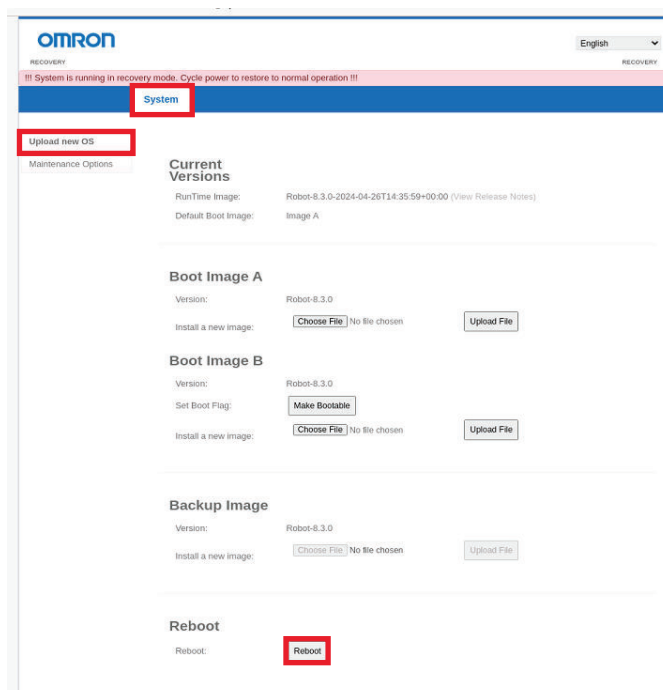 OMRON
English
RECOVERY
RECOVERY
!!! System is running in recovery mode. Cycle power to restore to normal operation !!!
System
Upload new OS
Maintenance Options
Current
Versions
RunTime Image: Robot-8.3.0-2024-04-26T14:35:59+00:00 (View Release Notes)
Default Boot Image: Image A
Boot Image A
Version: Robot-8.3.0
Install a new image: Choose File No file chosen Upload File
Boot Image B
Version: Robot-8.3.0
Set Boot Flag: Make Bootable
Install a new image: Choose File No file chosen Upload File
Backup Image
Version: Robot-8.3.0
Install a new image: Choose File No file chosen Upload File
Reboot
Reboot: Reboot